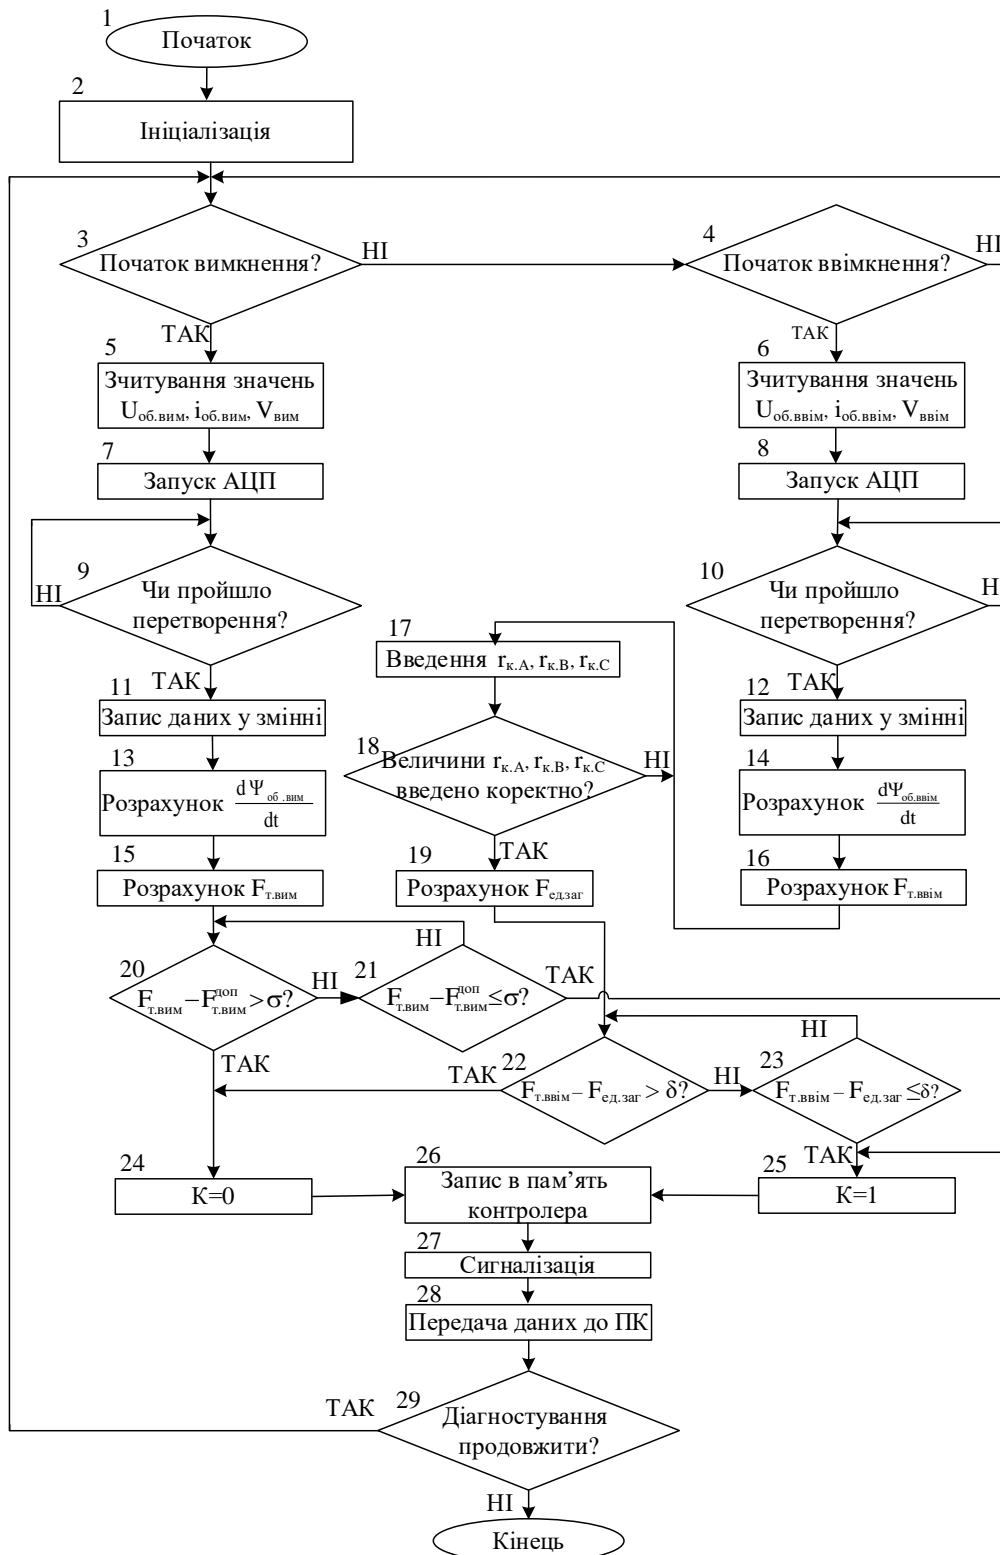 1
Початок
2
Ініціалізація
3
Початок вимкнення?
НІ
4
Початок ввімкнення?
НІ
ТАК
ТАК
5
Зчитування значень
Uоб.вим, iоб.вим, Vвим
6
Зчитування значень
Uоб.ввім, iоб.ввім, Vввім
7
Запуск АЦП
8
Запуск АЦП
9
Чи пройшло
перетворення?
НІ
10
Чи пройшло
перетворення?
Н
ТАК
ТАК
17
Введення rк.А, rк.В, rк.С
11
Запис даних у змінні
12
Запис даних у змінні
18
Величини rк.А, rк.В, rк.С
введено коректно?
НІ
13
Розрахунок dΨоб.вим
dt
14
Розрахунок dΨоб.ввім
dt
ТАК
15
Розрахунок Fт.вим
19
Розрахунок Fед.заг
16
Розрахунок Fт.ввім
НІ
20
Fт.вим – Fт.вим доп > σ?
НІ
21
Fт.вим – Fт.вим доп ≤ σ?
ТАК
НІ
ТАК
ТАК
22
Fт.ввім – Fед.заг > δ?
НІ
23
Fт.ввім – Fед.заг ≤ δ?
ТАК
24
К=0
26
Запис в пам’ять
контролера
25
К=1
27
Сигналізація
28
Передача даних до ПК
ТАК
29
Діагностування
продовжити?
НІ
Кінець